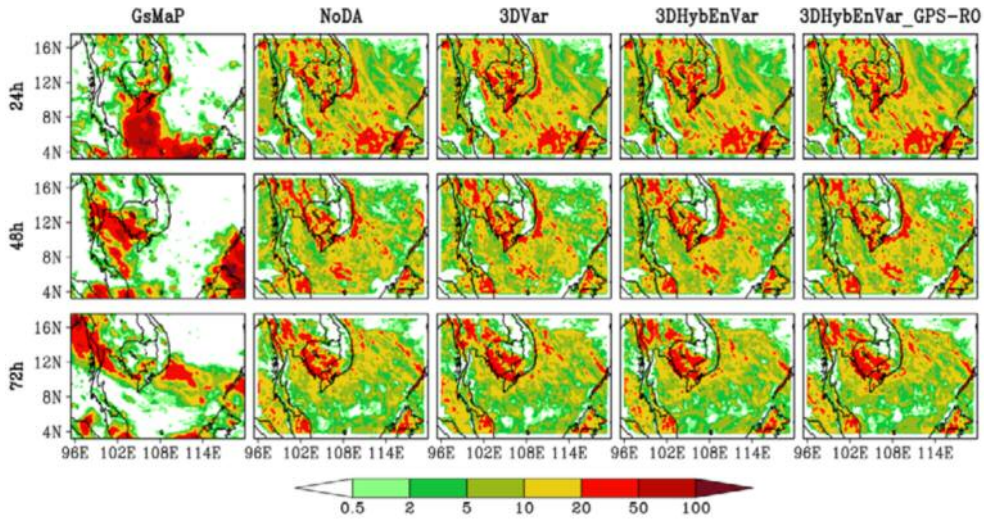 GsMaP NoDA 3DVar 3DHybEnVar 3DHybEnVar_GPS-RO
24h
16N
12N
8N
4N
48h
16N
12N
8N
4N
72h
16N
12N
8N
4N
96E 102E 108E 114E 96E 102E 108E 114E 96E 102E 108E 114E 96E 102E 108E 114E 96E 102E 108E 114E
0.5 2 5 10 20 50 100